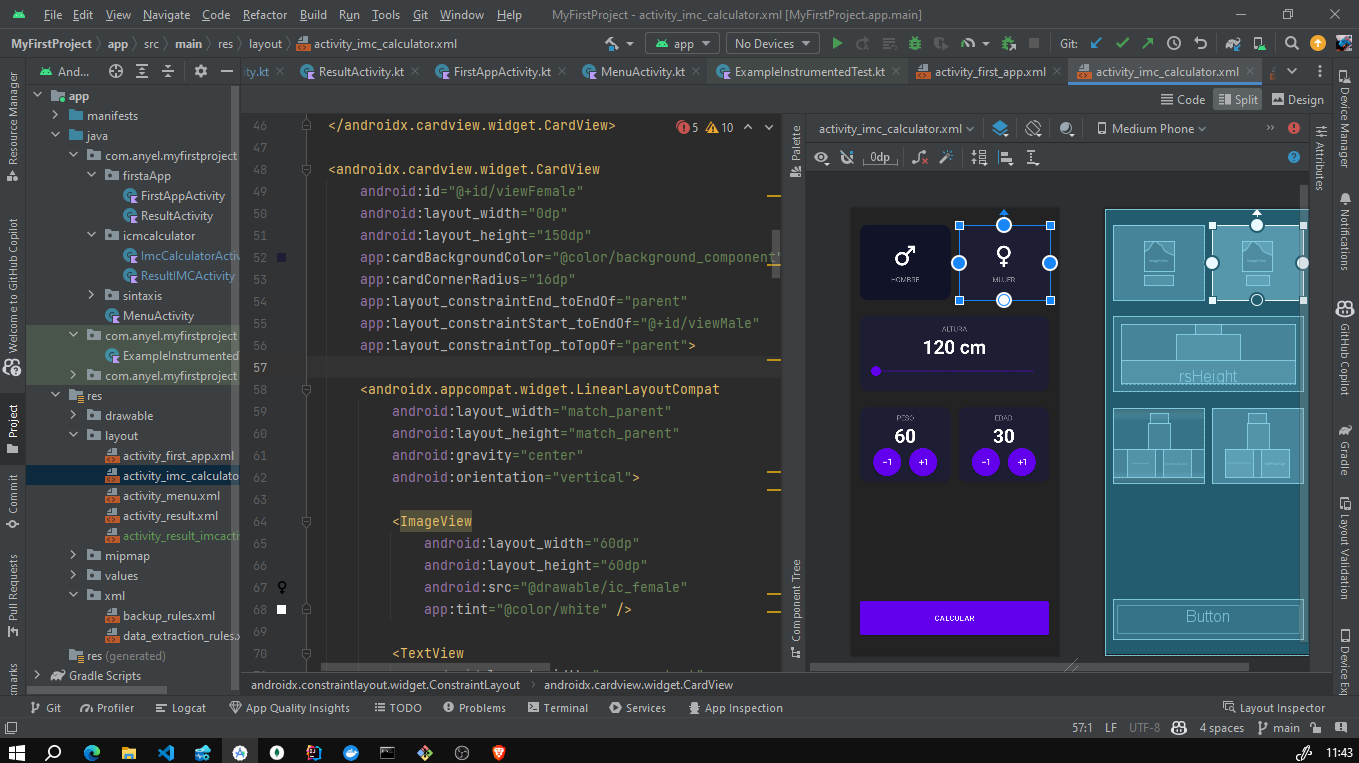 File Edit View Navigate Code Refactor Build Run Tools Git Window Help MyFirstProject - activity_imc_calculator.xml [MyFirstProject.app.main]
MyFirstProject app src main res layout activity_imc_calculator.xml app No Devices Git:
And... ty.kt ResultActivity.kt FirstAppActivity.kt MenuActivity.kt ExampleInstrumentedTest.kt activity_first_app.xml activity_imc_calculator.xml
Code Split Design
Resource Manager
Welcome to GitHub Copilot
Project
Commit
Pull Requests
kmarks
app
manifests
java
com.anyel.myfirstproject
firstaApp
FirstAppActivity
ResultActivity
icmcalculator
ImcCalculatorActiv
ResultIMCActivity
sintaxis
MenuActivity
com.anyel.myfirstproject
ExampleInstrumented
com.anyel.myfirstproject
res
drawable
layout
activity_first_app.xml
activity_imc_calculato
activity_menu.xml
activity_result.xml
activity_result_imcacti
mipmap
values
xml
backup_rules.xml
data_extraction_rules.x
res (generated)
Gradle Scripts
5 10
46 </androidx.cardview.widget.CardView>
47
48 <androidx.cardview.widget.CardView
49 android:id="@+id/viewFemale"
50 android:layout_width="0dp"
51 android:layout_height="150dp"
52 app:cardBackgroundColor="@color/background_component"
53 app:cardCornerRadius="16dp"
54 app:layout_constraintEnd_toEndOf="parent"
55 app:layout_constraintStart_toEndOf="@+id/viewMale"
56 app:layout_constraintTop_toTopOf="parent">
57
58 <androidx.appcompat.widget.LinearLayoutCompat
59 android:layout_width="match_parent"
60 android:layout_height="match_parent"
61 android:gravity="center"
62 android:orientation="vertical">
63
64 <ImageView
65 android:layout_width="60dp"
66 android:layout_height="60dp"
67 android:src="@drawable/ic_female"
68 app:tint="@color/white" />
69
70 <TextView
androidx.constraintlayout.widget.ConstraintLayout androidx.cardview.widget.CardView
Palette
Component Tree
activity_imc_calculator.xml Medium Phone
0dp
HOMBRE MUJER
ALTURA
120 cm
PESO EDAD
60 30
-1 +1 -1 +1
CALCULAR
rsHeight
Button
Attributes
Device Manager
Notifications
GitHub Copilot
Gradle
Layout Validation
Device Ex
Git Profiler Logcat App Quality Insights TODO Problems Terminal Services App Inspection Layout Inspector
57:1 LF UTF-8 4 spaces main
11:43